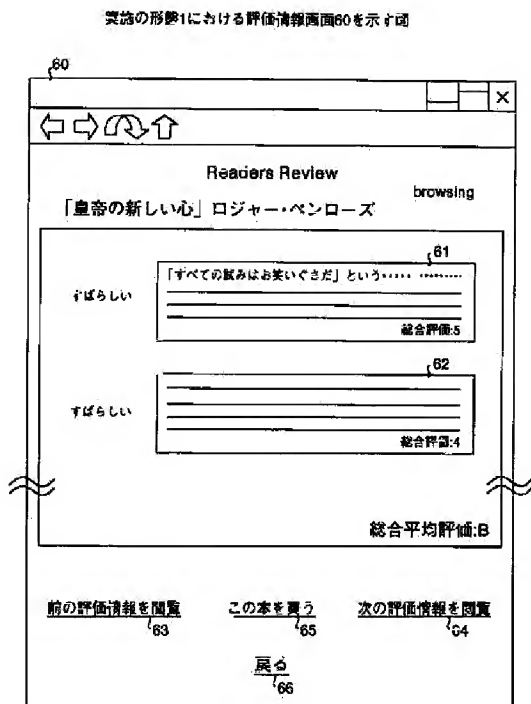 実施の形態1における評価情報画面60を示す図
60
×
Readers Review
browsing
「皇帝の新しい心」ロジャー・ペンローズ
61
すばらしい
「すべての試みはお笑いぐさだ」という
総合評価:5
62
すばらしい
総合評価:4
総合平均評価:B
前の評価情報を閲覧
63
この本を買う
65
次の評価情報を閲覧
64
戻る
66